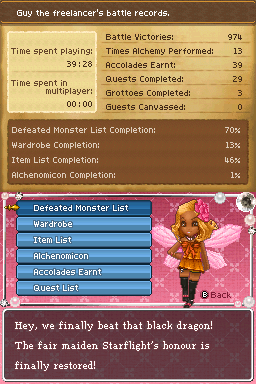 Guy the freelancer's battle records.
Time spent playing:
39:28
Time spent in
multiplayer:
00:00
Battle Victories: 974
Times Alchemy Performed: 13
Accolades Earnt: 39
Quests Completed: 29
Grottoes Completed: 3
Guests Canvassed: 0
Defeated Monster List Completion: 70%
Wardrobe Completion: 13%
Item List Completion: 46%
Alchenomicon Completion: 1%
Defeated Monster List
Wardrobe
Item List
Alchenomicon
Accolades Earnt
Quest List
B Back
Hey, we finally beat that black dragon!
The fair maiden Starflight's honour is
finally restored!